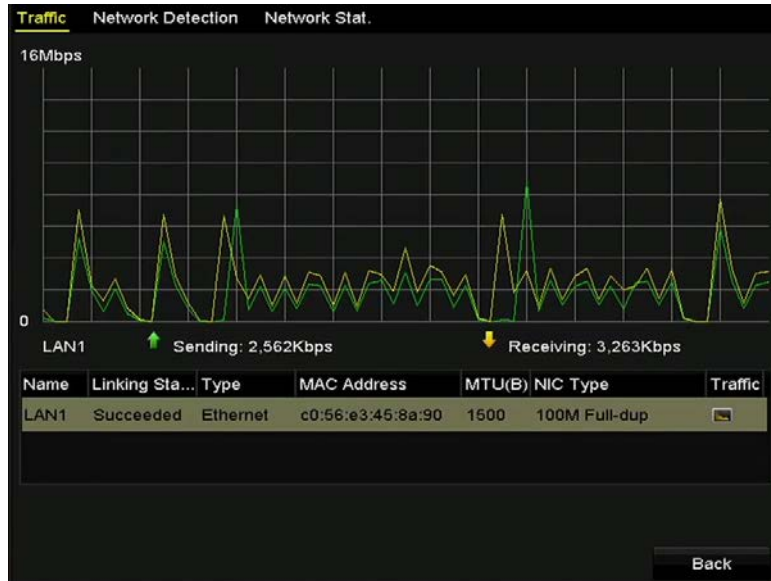 Traffic Network Detection Network Stat.
16Mbps
0
LAN1 Sending: 2,562Kbps Receiving: 3,263Kbps
Name Linking Sta... Type MAC Address MTU(B) NIC Type Traffic
LAN1 Succeeded Ethernet c0:56:e3:45:8a:90 1500 100M Full-dup
Back